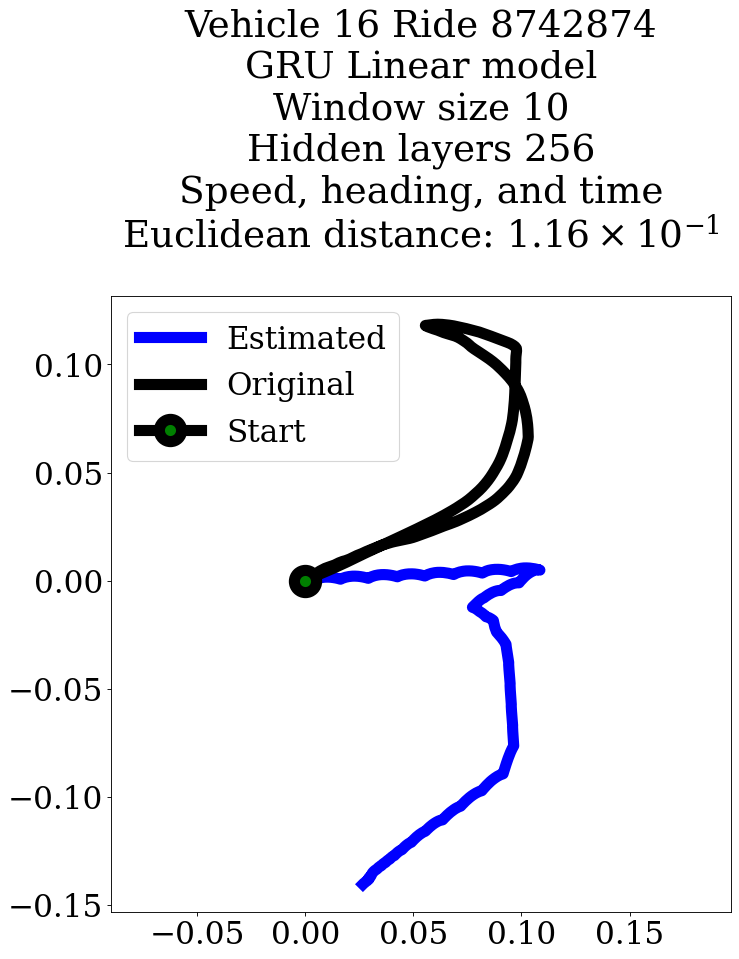 Vehicle 16 Ride 8742874
GRU Linear model
Window size 10
Hidden layers 256
Speed, heading, and time
Euclidean distance: 1.16 × 10⁻¹
Estimated
Original
Start
0.10
0.05
0.00
−0.05
−0.10
−0.15
−0.05 0.00 0.05 0.10 0.15